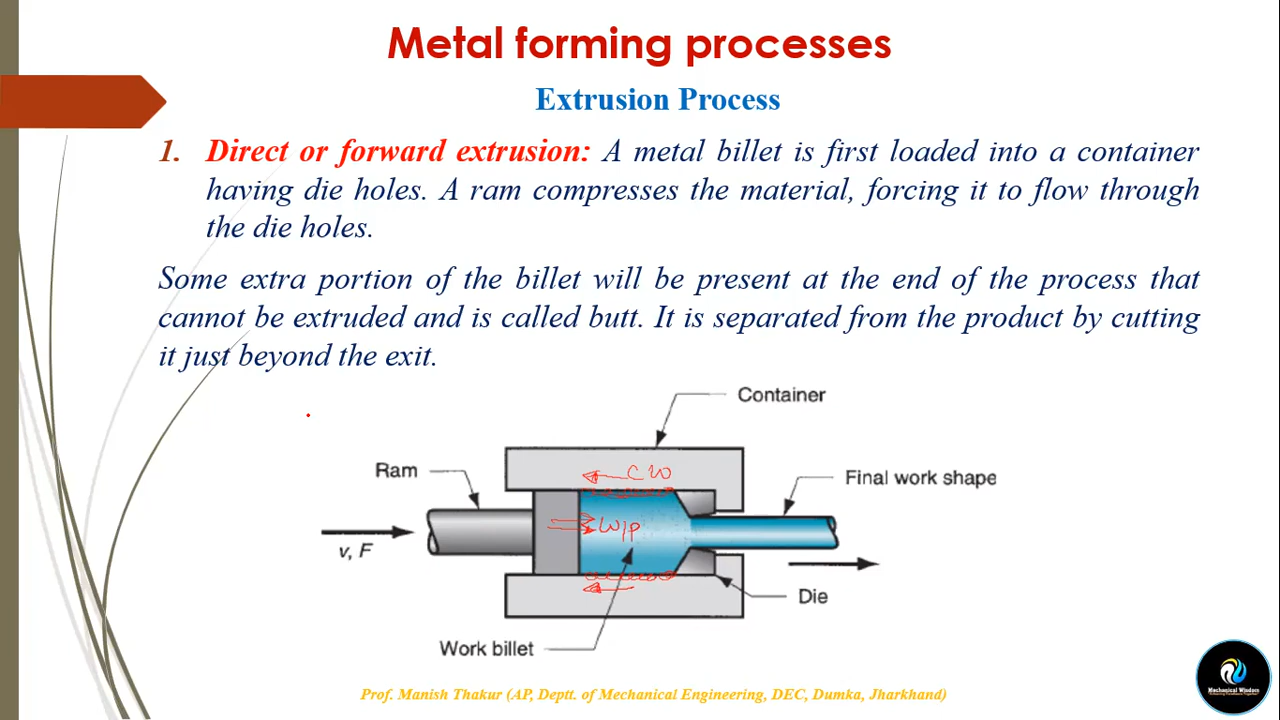 Metal forming processes
Extrusion Process
1. Direct or forward extrusion: A metal billet is first loaded into a container
having die holes. A ram compresses the material, forcing it to flow through
the die holes.
Some extra portion of the billet will be present at the end of the process that
cannot be extruded and is called butt. It is separated from the product by cutting
it just beyond the exit.
Container
Ram
C W
Final work shape
W/P
v, F
Die
Work billet
Mechanical Wisdom
Prof. Manish Thakur (AP, Deptt. of Mechanical Engineering, DEC, Dumka, Jharkhand)